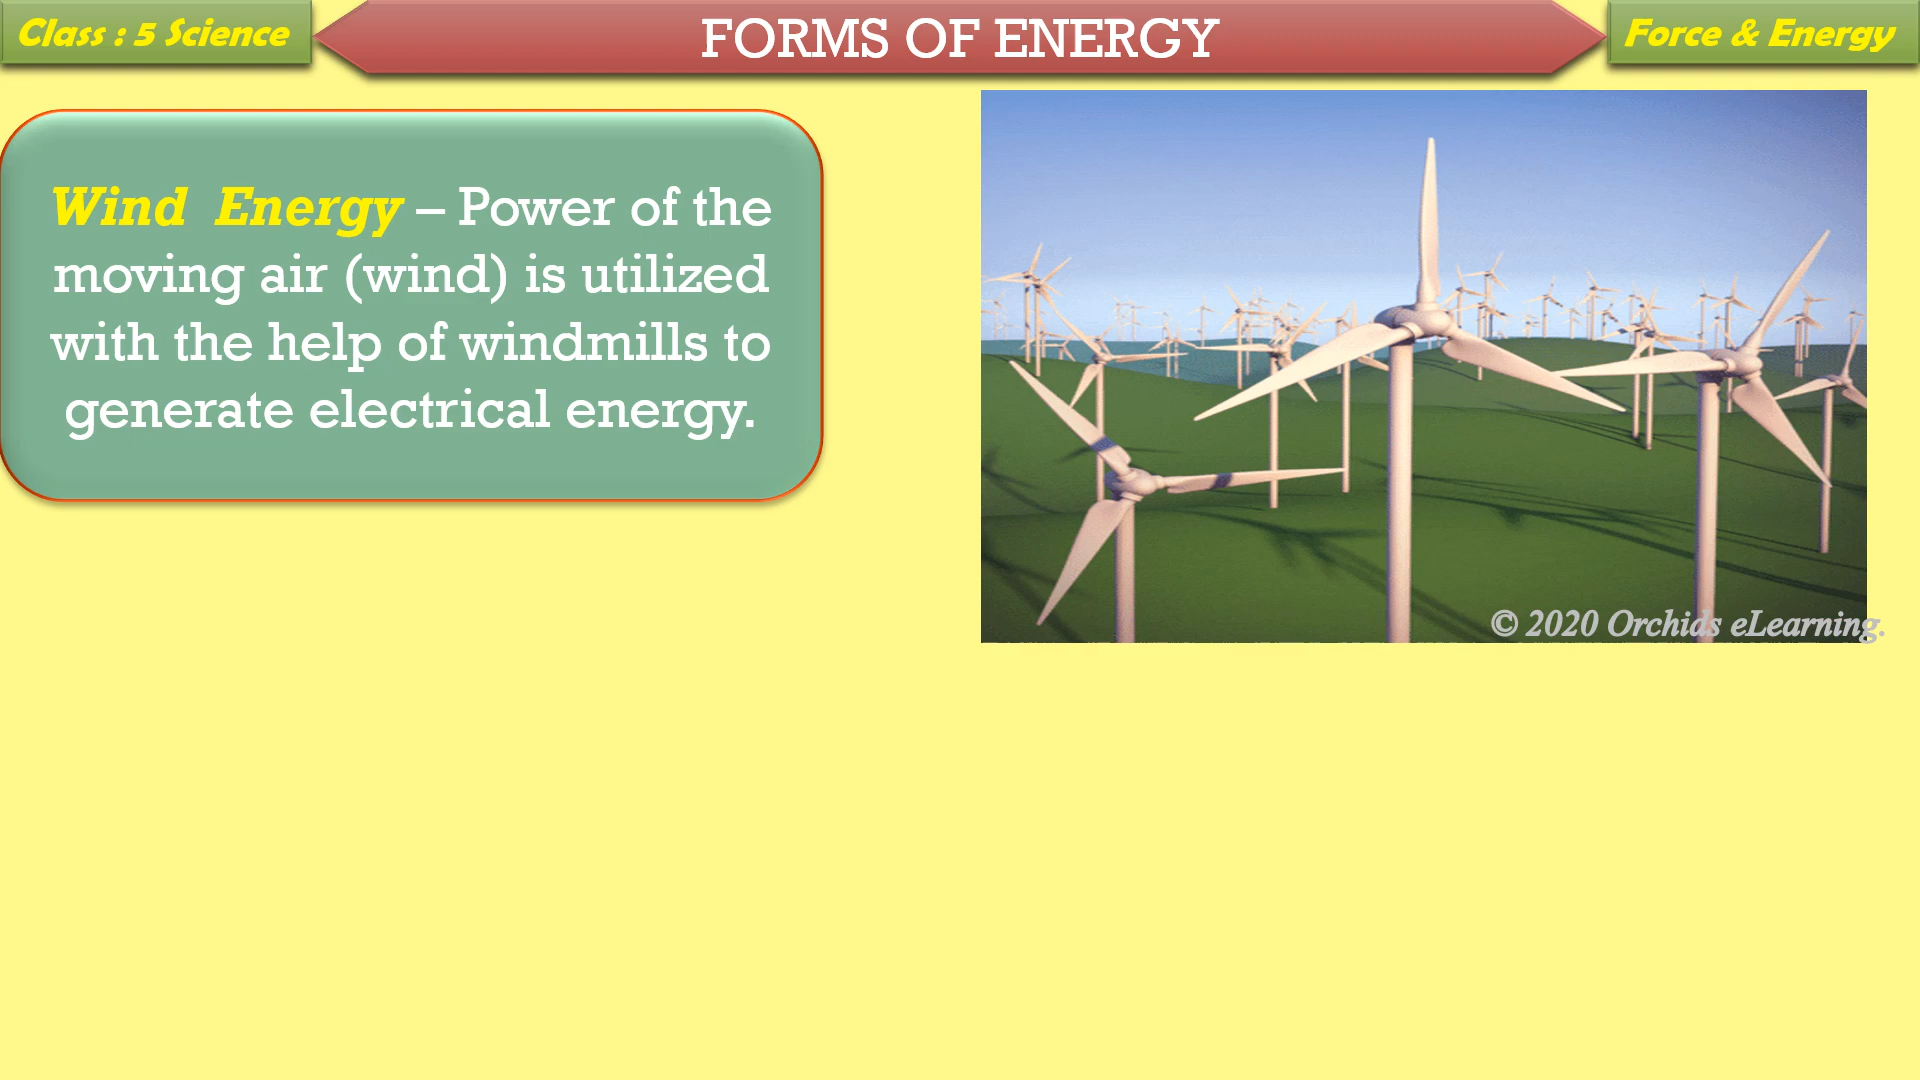 Class : 5 Science
FORMS OF ENERGY
Force & Energy
Wind Energy – Power of the
moving air (wind) is utilized
with the help of windmills to
generate electrical energy.
© 2020 Orchids eLearning.